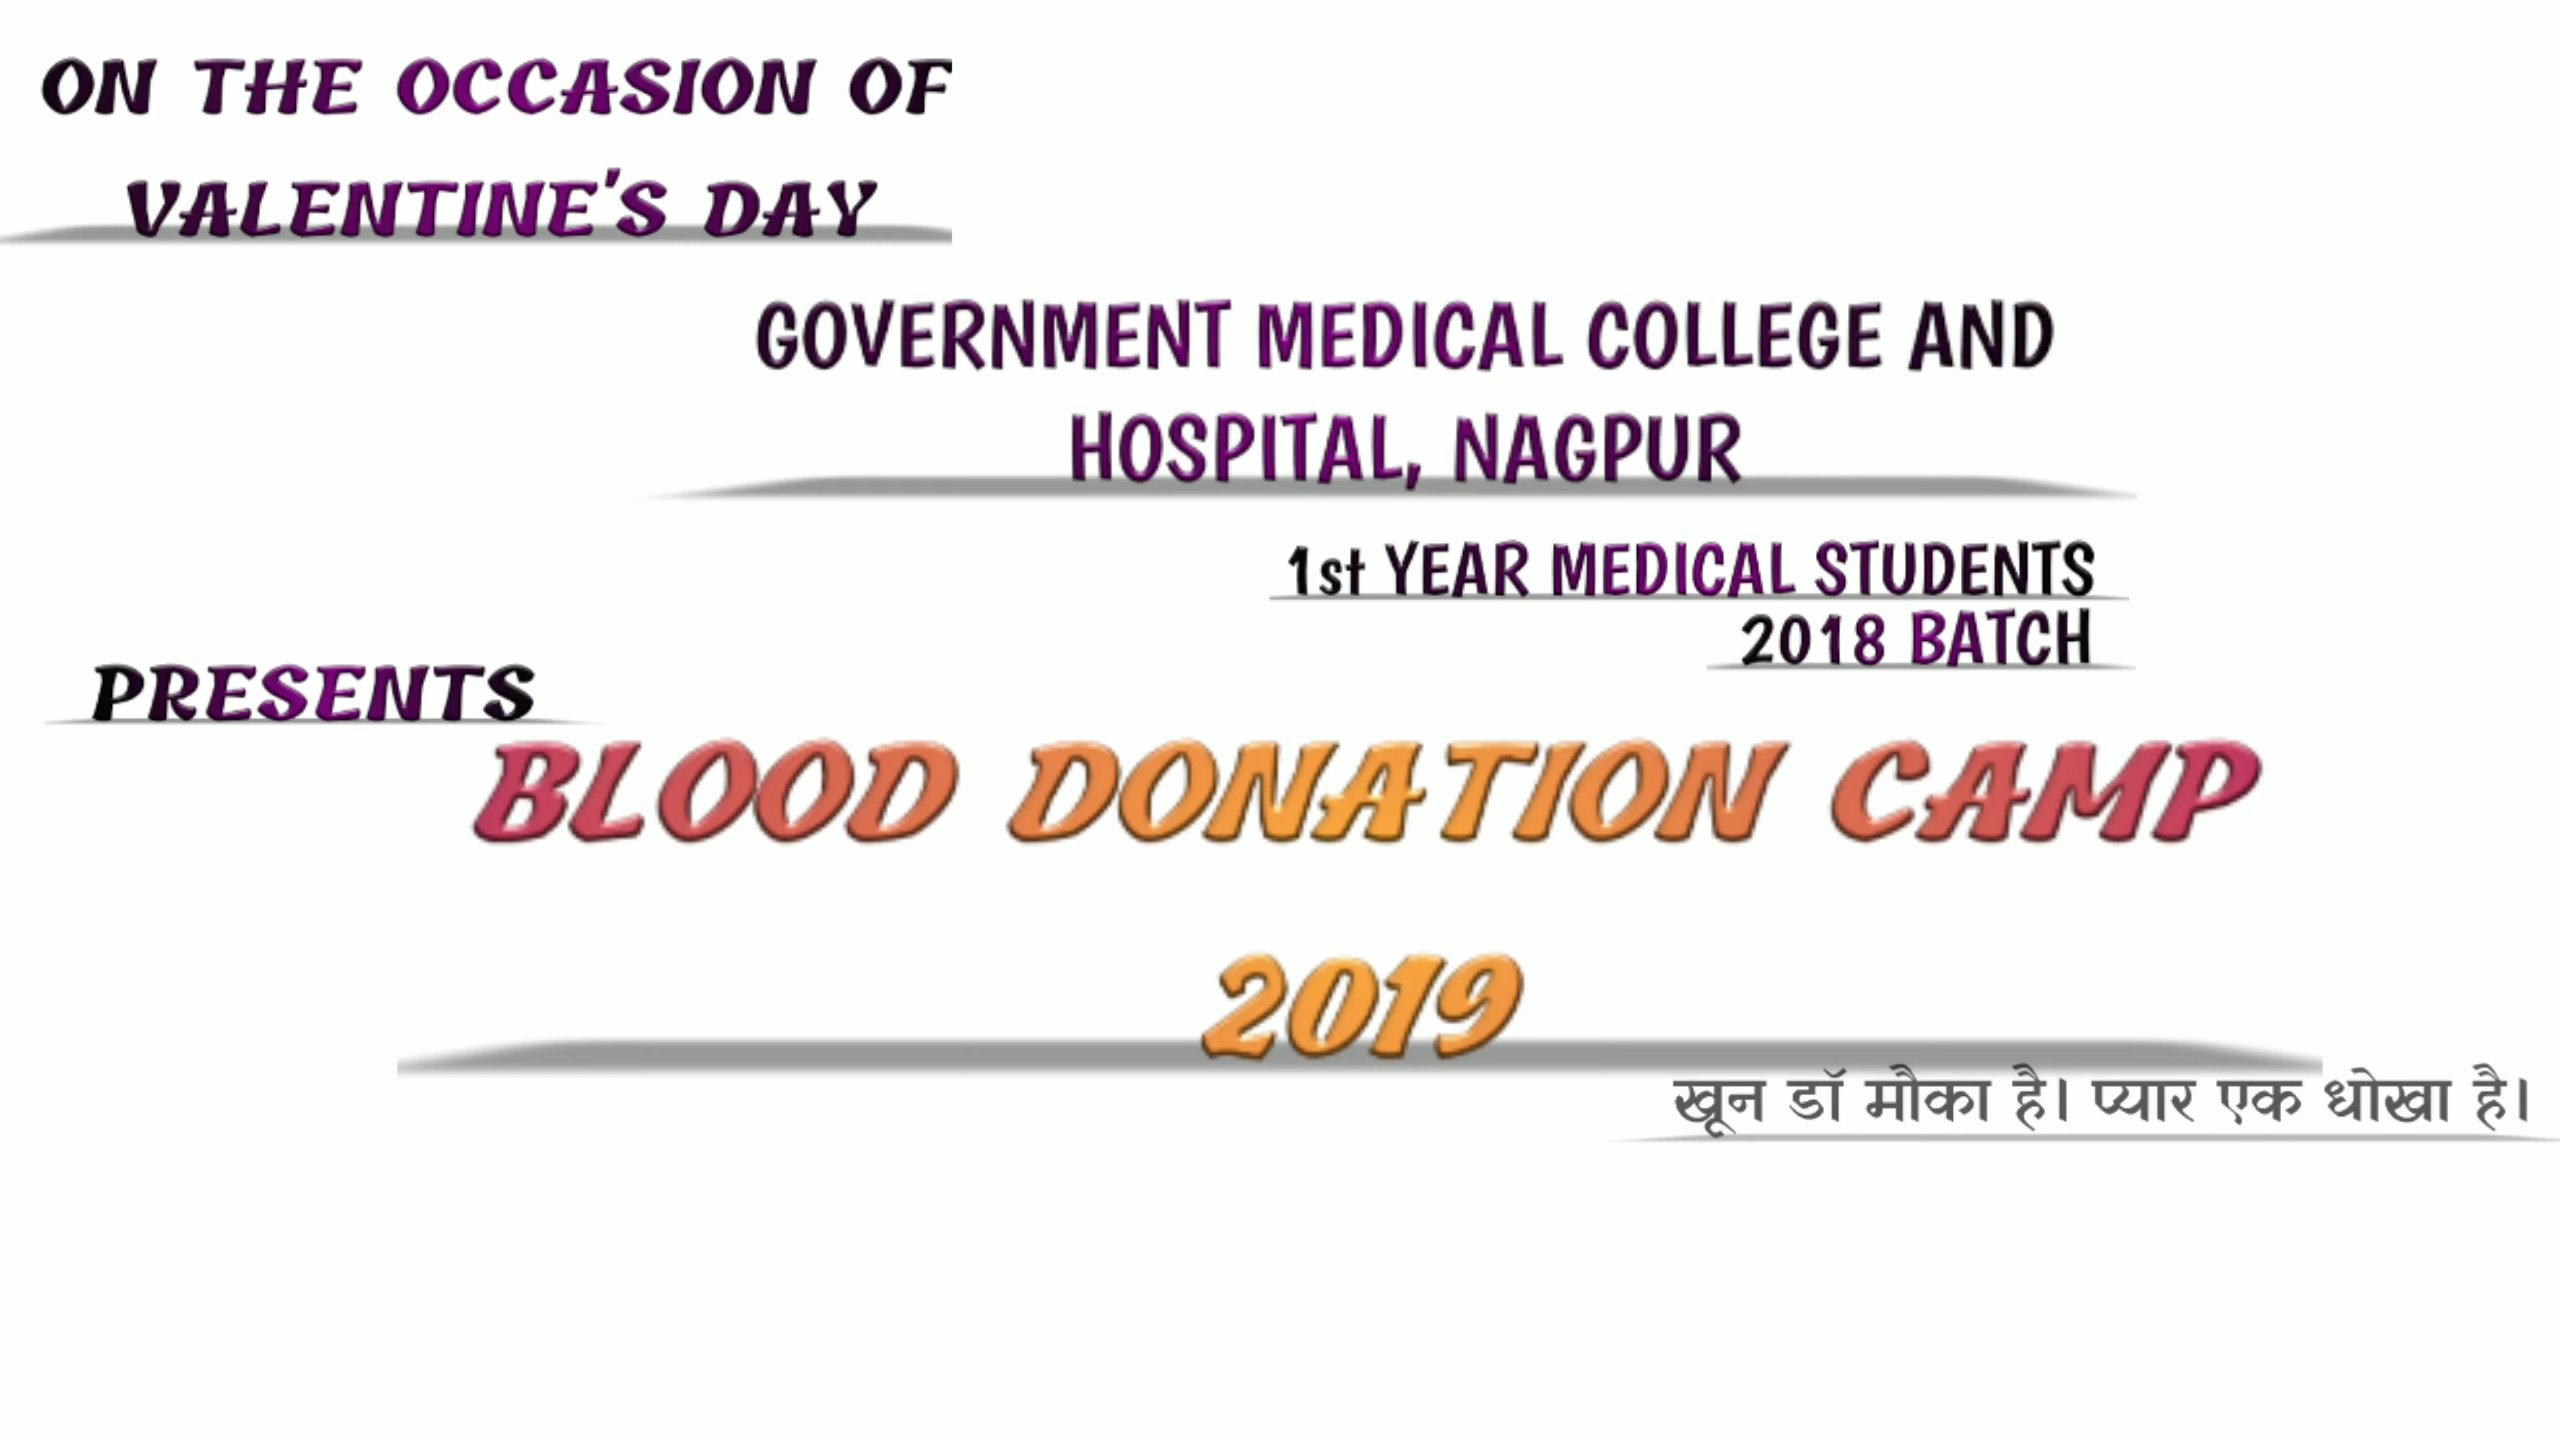 ON THE OCCASION OF
VALENTINE'S DAY
GOVERNMENT MEDICAL COLLEGE AND
HOSPITAL, NAGPUR
1st YEAR MEDICAL STUDENTS
2018 BATCH
PRESENTS
BLOOD DONATION CAMP
2019
खून डॉ मौका है। प्यार एक धोखा है।